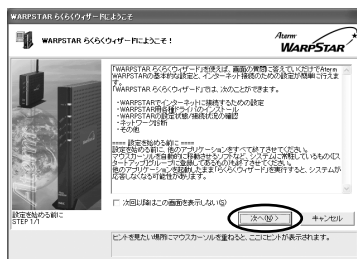 WARPSTAR らくらくウィザードにようこそ
WARPSTAR らくらくウィザードにようこそ！
Aterm
WARPSTAR
「WARPSTAR らくらくウィザード」を使えば、画面の質問に答えていくだけでAterm
WARPSTARの基本的な設定と、インターネット接続のための設定が簡単に行えま
す。
「WARPSTAR らくらくウィザード」では、次のことができます。
・WARPSTARでインターネットに接続するための設定
・WARPSTAR用各種ドライバのインストール
・WARPSTARの設定状態/接続状況の確認
・ネットワーク診断
・その他
==== 設定を始める前に ====
設定を始める前に、他のアプリケーションをすべて終了させてください。
マウスカーソルを自動的に移動させるソフトなど、システムに常駐しているもの(ス
タートアップグループに登録してあるもの)も終了させてください。
他のアプリケーションを起動したまま「らくらくウィザード」を実行すると、システムが
応答しなくなる可能性があります。
設定を始める前に
STEP 1/1
次回以降はこの画面を表示しない(S)
次へ(N) >
キャンセル
ヒントを見たい場所にマウスカーソルを重ねると、ここにヒントが表示されます。